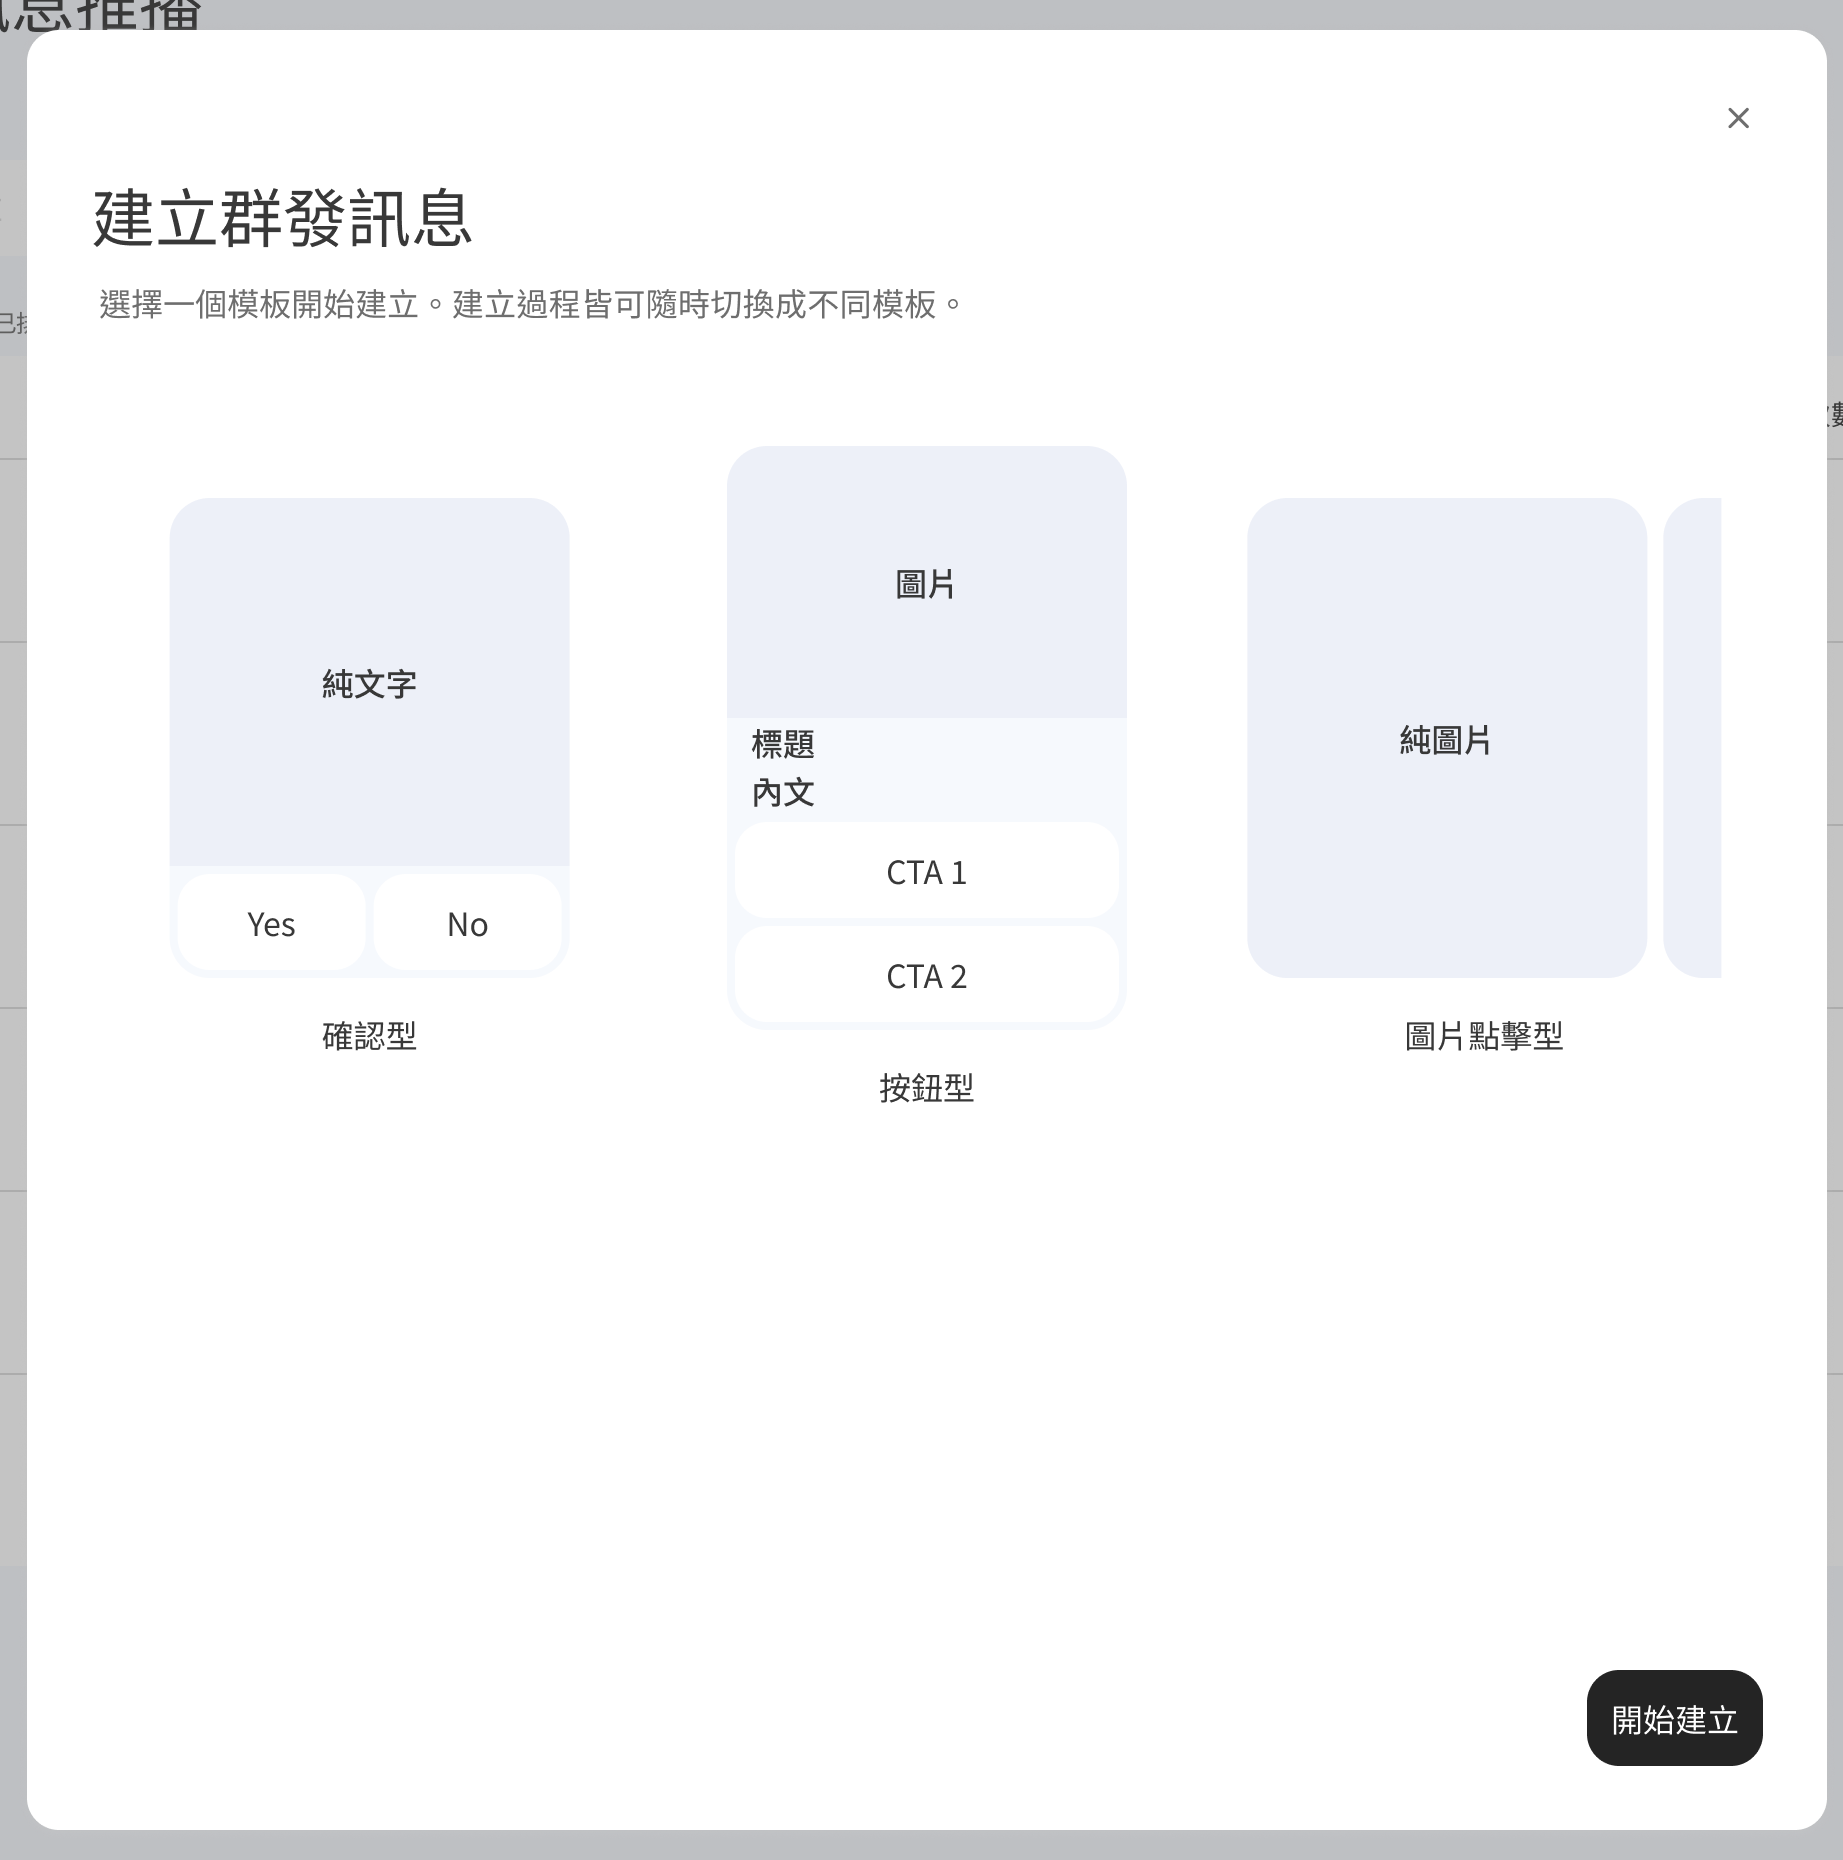 息推播
建立群發訊息
選擇一個模板開始建立。建立過程皆可隨時切換成不同模板。
已
數
純文字
Yes
No
確認型
圖片
標題
內文
CTA 1
CTA 2
按鈕型
純圖片
圖片點擊型
開始建立